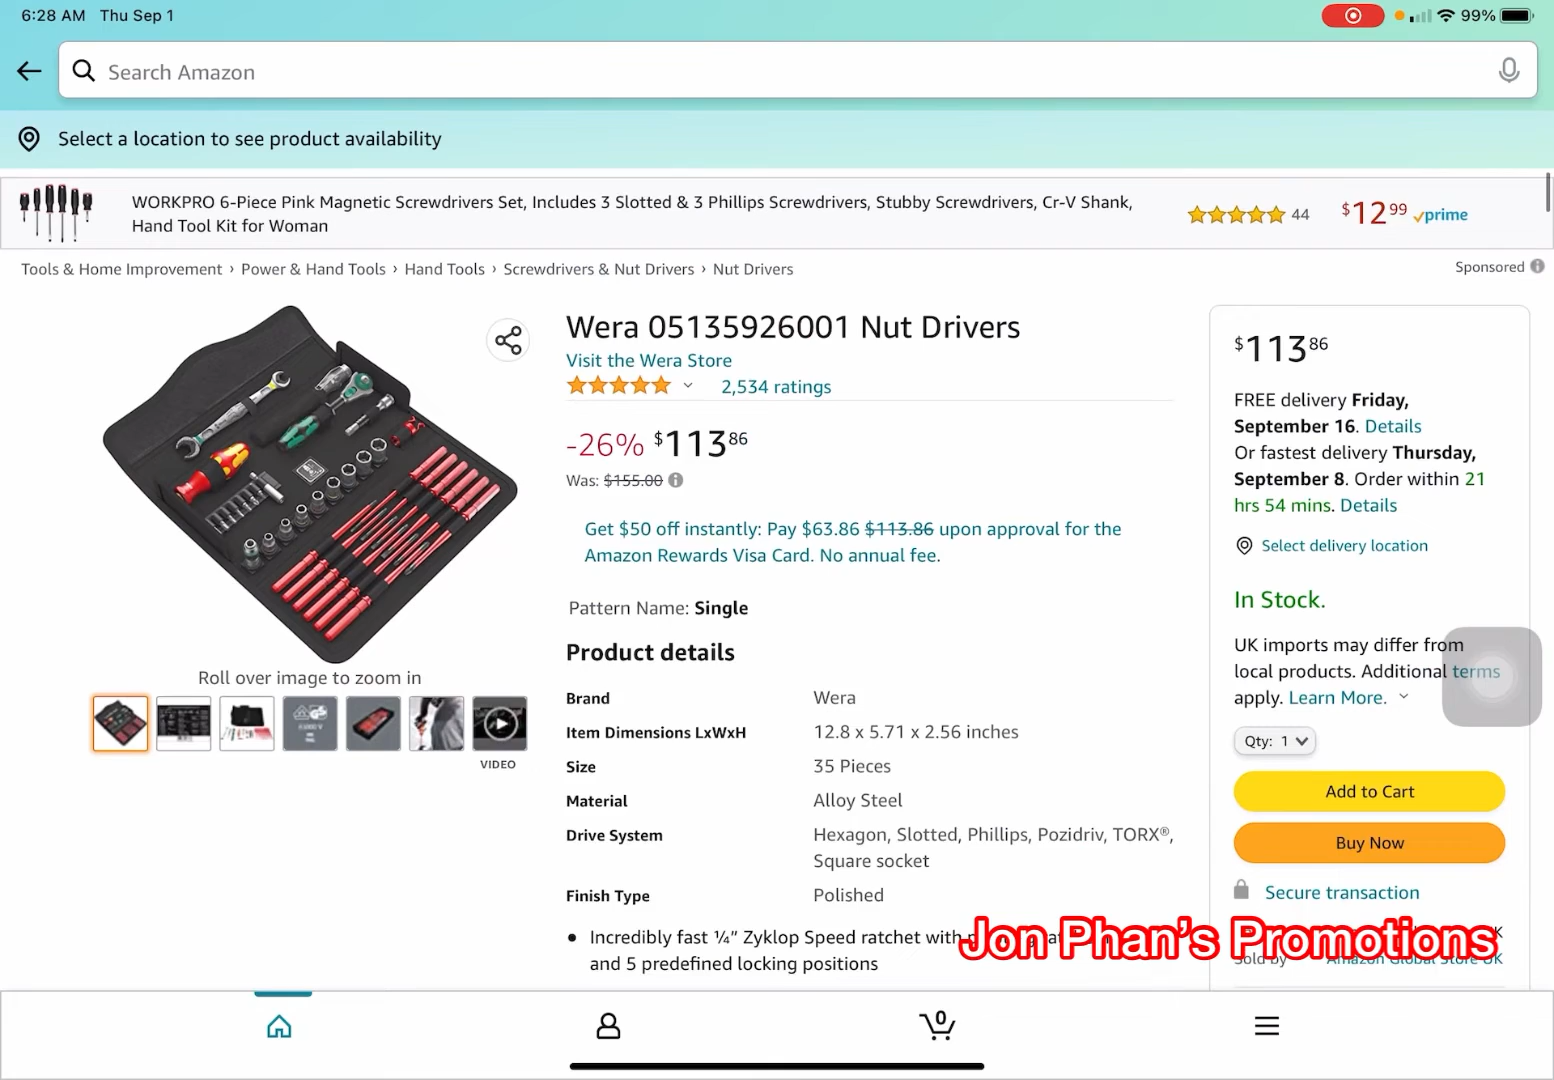 6:28 AM Thu Sep 1
99%
Search Amazon
Select a location to see product availability
WORKPRO 6-Piece Pink Magnetic Screwdrivers Set, Includes 3 Slotted & 3 Phillips Screwdrivers, Stubby Screwdrivers, Cr-V Shank,
Hand Tool Kit for Woman
44
$12.99 prime
Tools & Home Improvement › Power & Hand Tools › Hand Tools › Screwdrivers & Nut Drivers › Nut Drivers
Sponsored
Roll over image to zoom in
VIDEO
Wera 05135926001 Nut Drivers
Visit the Wera Store
2,534 ratings
-26% $113 86
Was: $155.00
Get $50 off instantly: Pay $63.86 $113.86 upon approval for the
Amazon Rewards Visa Card. No annual fee.
Pattern Name: Single
Product details
Brand Wera
Item Dimensions LxWxH 12.8 x 5.71 x 2.56 inches
Size 35 Pieces
Material Alloy Steel
Drive System Hexagon, Slotted, Phillips, Pozidriv, TORX®,
Square socket
Finish Type Polished
• Incredibly fast ¼” Zyklop Speed ratchet with
and 5 predefined locking positions
$113 86
FREE delivery Friday,
September 16. Details
Or fastest delivery Thursday,
September 8. Order within 21
hrs 54 mins. Details
Select delivery location
In Stock.
UK imports may differ from
local products. Additional terms
apply. Learn More.
Qty: 1
Add to Cart
Buy Now
Secure transaction
Jon Phan's Promotions
Sold by Amazon Global Store UK
0